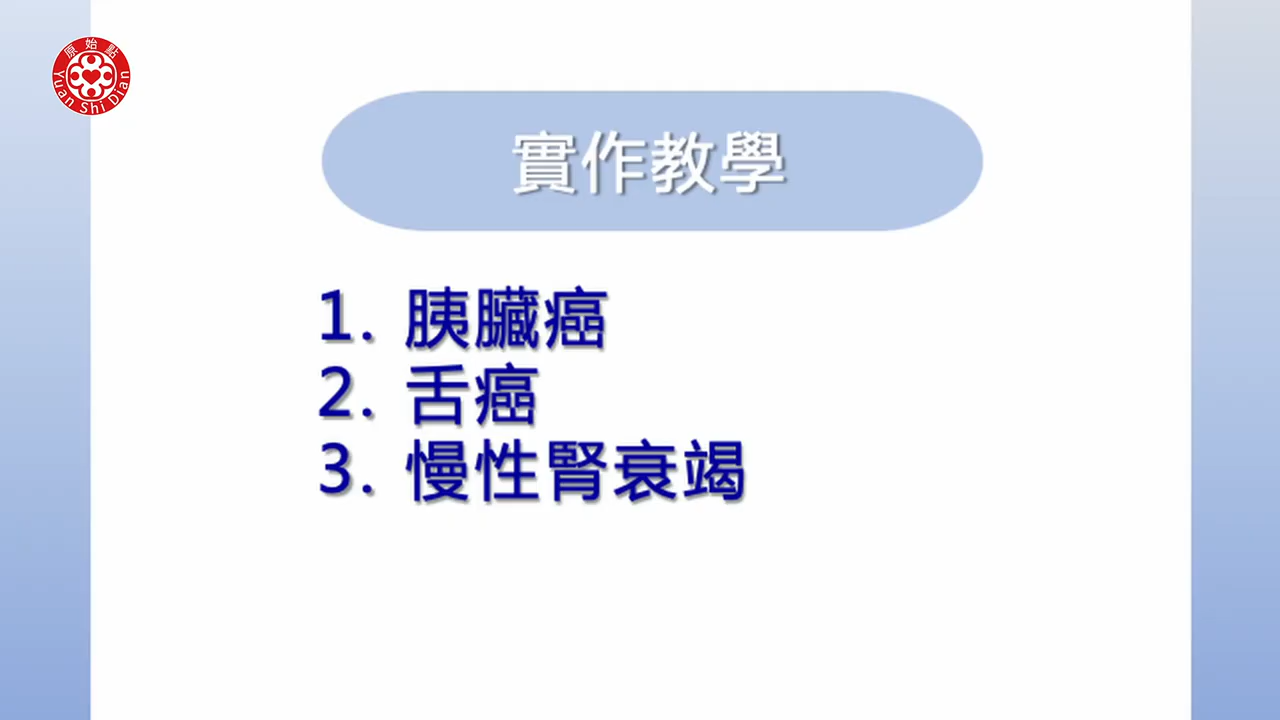 原始點
Yuan Shi Dian
實作教學
1. 胰臟癌
2. 舌癌
3. 慢性腎衰竭